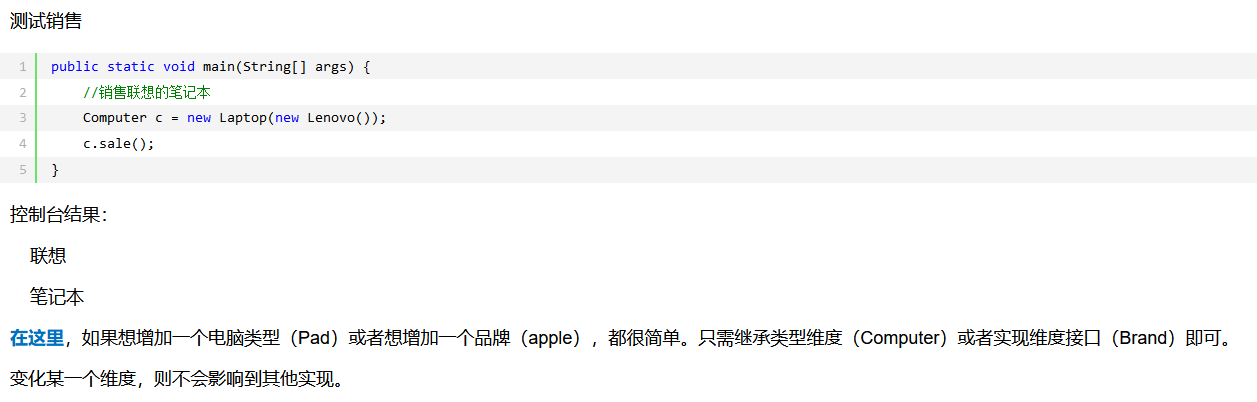 测试销售
1 public static void main(String[] args) {
2 //销售联想的笔记本
3 Computer c = new Laptop(new Lenovo());
4 c.sale();
5 }
控制台结果：
联想
笔记本
在这里，如果想增加一个电脑类型（Pad）或者想增加一个品牌（apple），都很简单。只需继承类型维度（Computer）或者实现维度接口（Brand）即可。
变化某一个维度，则不会影响到其他实现。